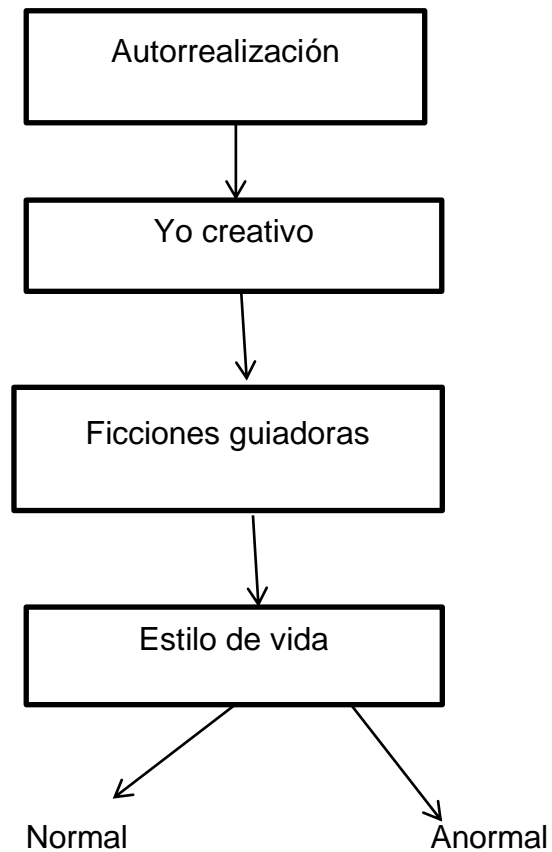 Autorrealización
Yo creativo
Ficciones guiadoras
Estilo de vida
Normal
Anormal